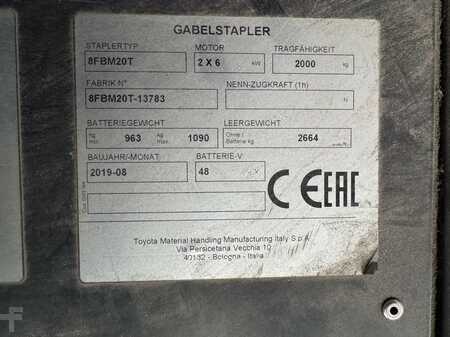 GABELSTAPLER
STAPLERTYP MOTOR TRAGFÄHIGKEIT
8FBM20T 2 X 6 kW 2000 kg
FABRIK-N° NENN-ZUGKRAFT (1h)
8FBM20T-13783 N
BATTERIEGEWICHT LEERGEWICHT
kg min. 963 kg max. 1090 Ohne / Batterie kg 2664
BAUJAHR/-MONAT BATTERIE-V
2019-08 48 V
CE EAC
Toyota Material Handling Manufacturing Italy S.p.A
Via Persicetana Vecchia 10
40132 - Bologna - Italia
F